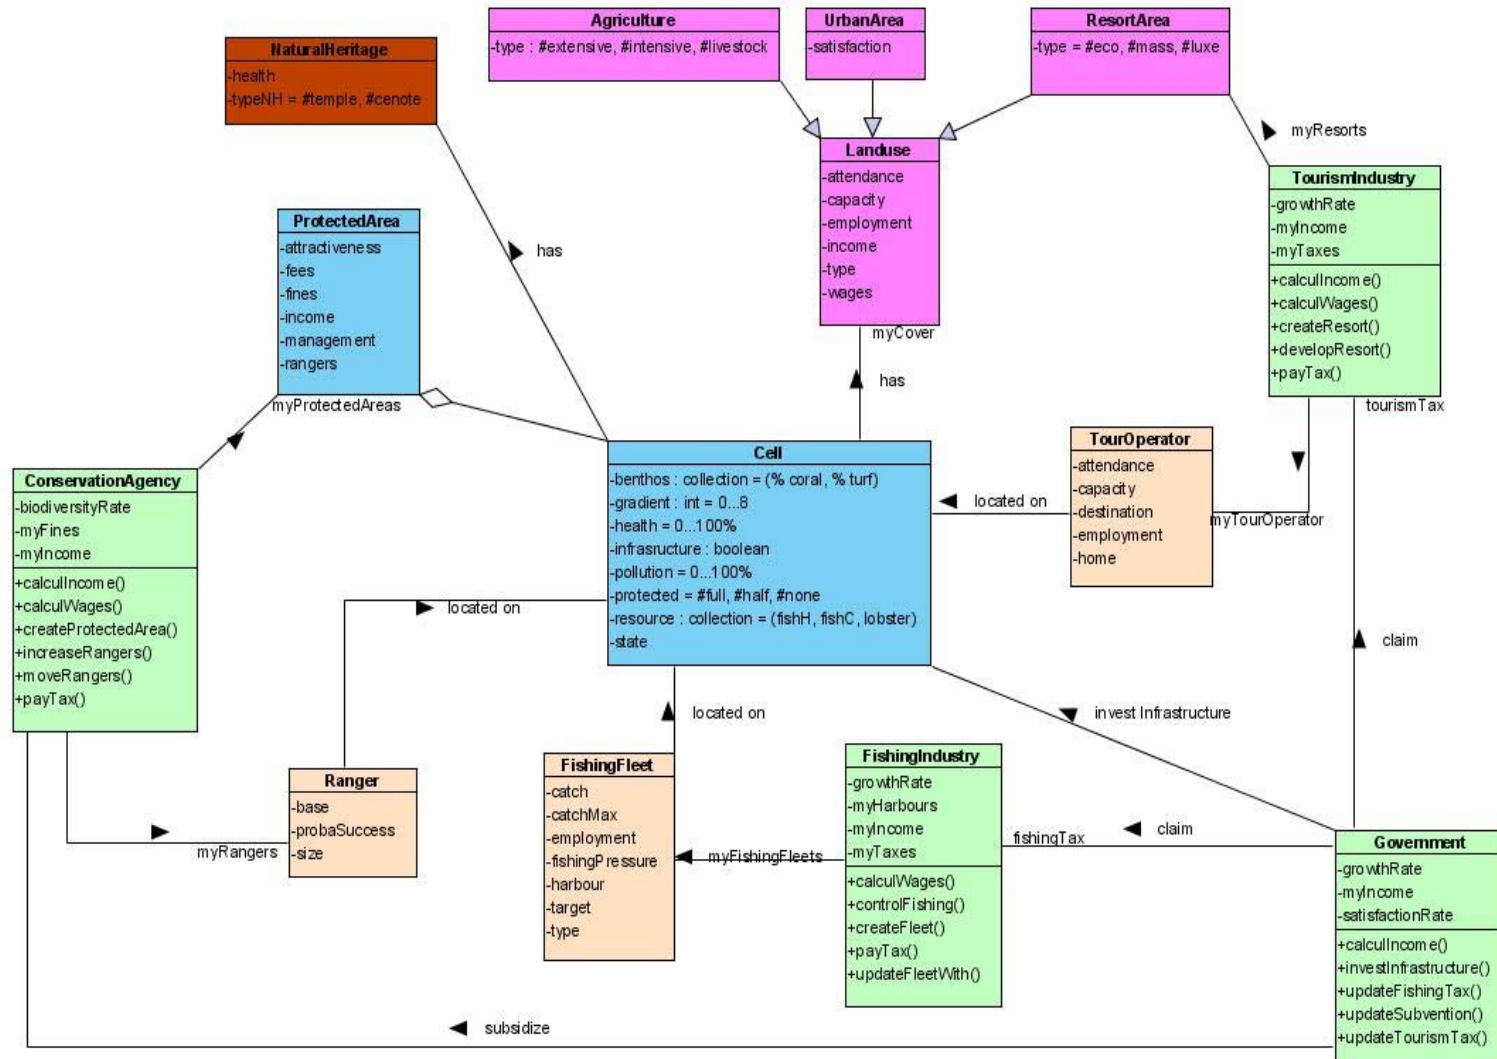 Agriculture
-type : #extensive, #intensive, #livestock
UrbanArea
-satisfaction
ResortArea
-type = #eco, #mass, #luxe
NaturalHeritage
-health
-typeNH = #temple, #cenote
myResorts
Landuse
-attendance
-capacity
-employment
-income
-type
-wages
myCover
has
TourismIndustry
-growthRate
-myIncome
-myTaxes
+calculIncome()
+calculWages()
+createResort()
+developResort()
+payTax()
tourismTax
ProtectedArea
-attractiveness
-fees
-fines
-income
-management
-rangers
myProtectedAreas
has
ConservationAgency
-biodiversityRate
-myFines
-myIncome
+calculIncome()
+calculWages()
+createProtectedArea()
+increaseRangers()
+moveRangers()
+payTax()
Cell
-benthos : collection = (% coral, % turf)
-gradient : int = 0...8
-health = 0...100%
-infrasructure : boolean
-pollution = 0...100%
-protected = #full, #half, #none
-resource : collection = (fishH, fishC, lobster)
-state
located on
TourOperator
-attendance
-capacity
-destination
-employment
-home
myTourOperator
claim
located on
located on
invest Infrastructure
Ranger
-base
-probaSuccess
-size
myRangers
FishingFleet
-catch
-catchMax
-employment
-fishingPressure
-harbour
-target
-type
myFishingFleets
FishingIndustry
-growthRate
-myHarbours
-myIncome
-myTaxes
+calculWages()
+controlFishing()
+createFleet()
+payTax()
+updateFleetWith()
fishingTax
claim
Government
-growthRate
-myIncome
-satisfactionRate
+calculIncome()
+investInfrastructure()
+updateFishingTax()
+updateSubvention()
+updateTourismTax()
subsidize